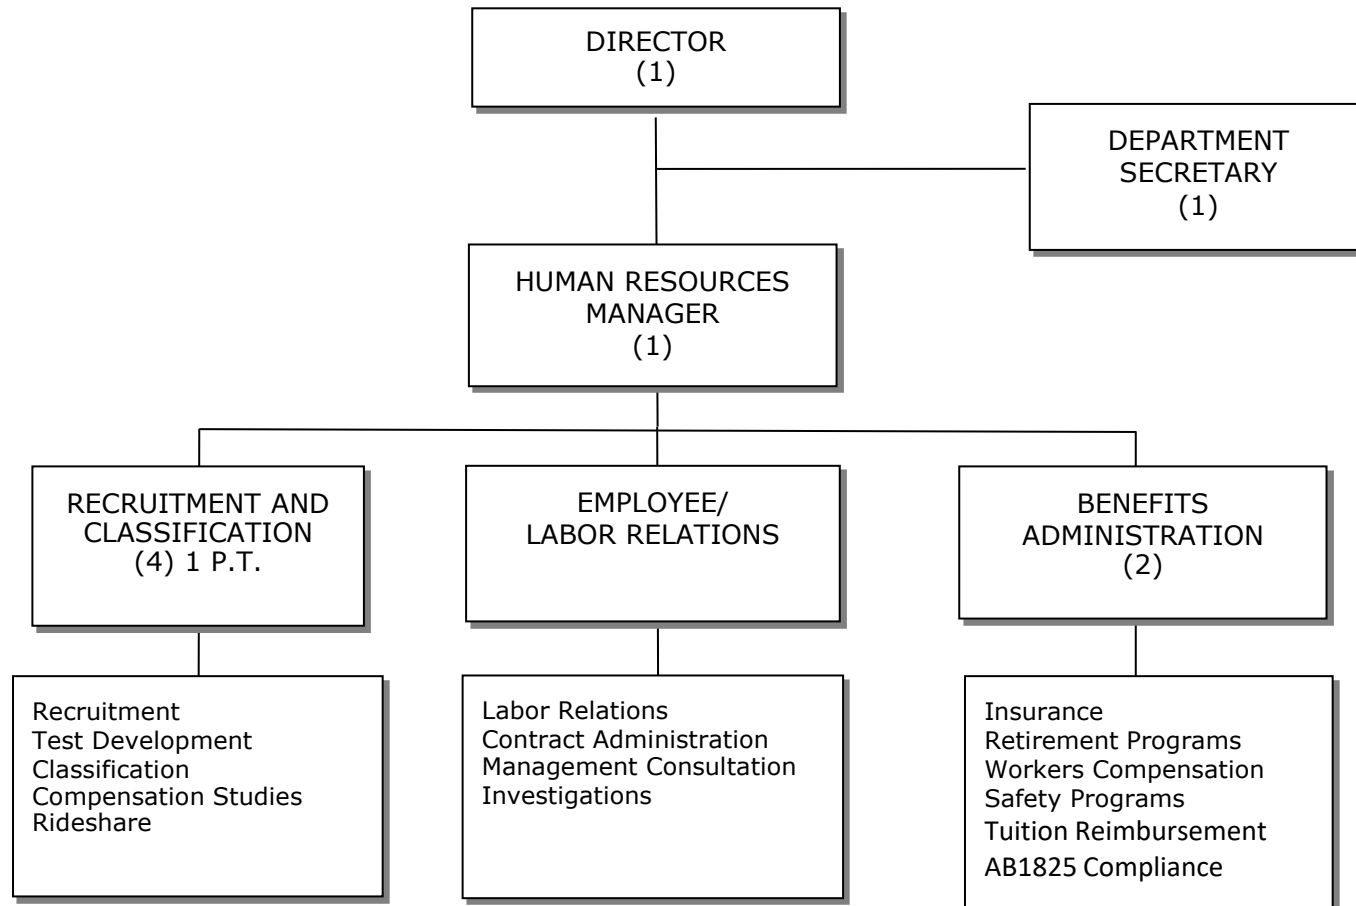 DIRECTOR
(1)
DEPARTMENT
SECRETARY
(1)
HUMAN RESOURCES
MANAGER
(1)
RECRUITMENT AND
CLASSIFICATION
(4) 1 P.T.
EMPLOYEE/
LABOR RELATIONS
BENEFITS
ADMINISTRATION
(2)
Recruitment
Test Development
Classification
Compensation Studies
Rideshare
Labor Relations
Contract Administration
Management Consultation
Investigations
Insurance
Retirement Programs
Workers Compensation
Safety Programs
Tuition Reimbursement
AB1825 Compliance